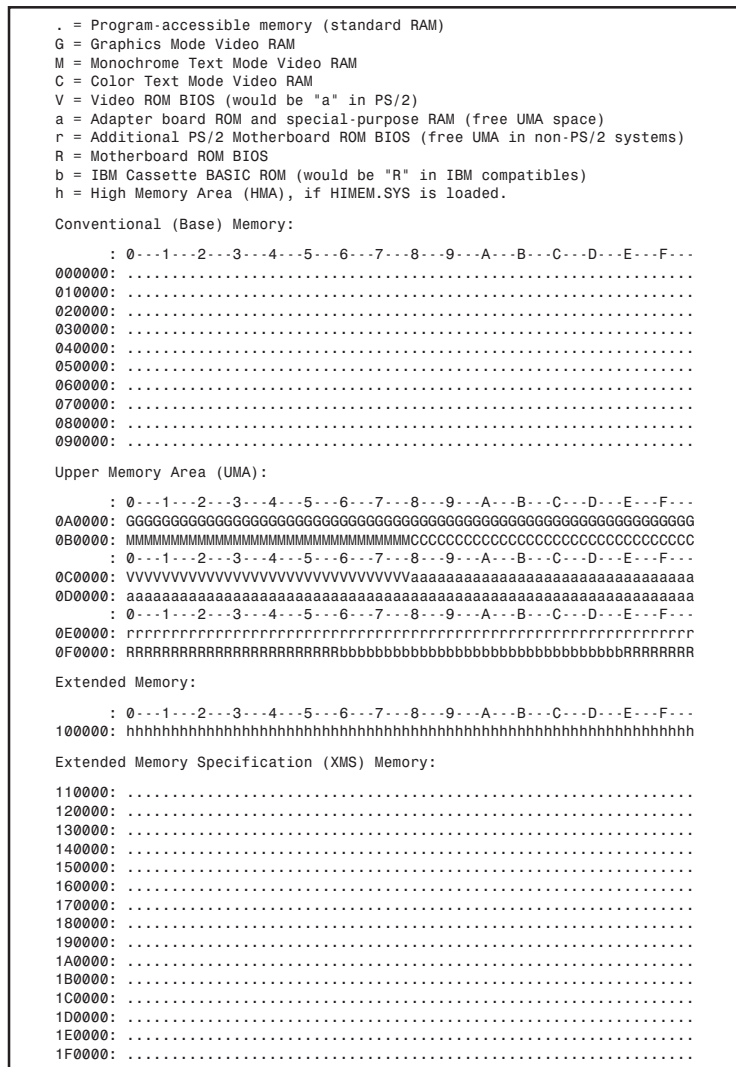 . = Program-accessible memory (standard RAM)
G = Graphics Mode Video RAM
M = Monochrome Text Mode Video RAM
C = Color Text Mode Video RAM
V = Video ROM BIOS (would be "a" in PS/2)
a = Adapter board ROM and special-purpose RAM (free UMA space)
r = Additional PS/2 Motherboard ROM BIOS (free UMA in non-PS/2 systems)
R = Motherboard ROM BIOS
b = IBM Cassette BASIC ROM (would be "R" in IBM compatibles)
h = High Memory Area (HMA), if HIMEM.SYS is loaded.
Conventional (Base) Memory:
: 0---1---2---3---4---5---6---7---8---9---A---B---C---D---E---F---
000000: ................................................................
010000: ................................................................
020000: ................................................................
030000: ................................................................
040000: ................................................................
050000: ................................................................
060000: ................................................................
070000: ................................................................
080000: ................................................................
090000: ................................................................
Upper Memory Area (UMA):
: 0---1---2---3---4---5---6---7---8---9---A---B---C---D---E---F---
0A0000: GGGGGGGGGGGGGGGGGGGGGGGGGGGGGGGGGGGGGGGGGGGGGGGGGGGGGGGGGGGGGGGG
0B0000: MMMMMMMMMMMMMMMMMMMMMMMMMMMMMMMMCCCCCCCCCCCCCCCCCCCCCCCCCCCCCCCC
: 0---1---2---3---4---5---6---7---8---9---A---B---C---D---E---F---
0C0000: VVVVVVVVVVVVVVVVVVVVVVVVVVVVVVVVaaaaaaaaaaaaaaaaaaaaaaaaaaaaaaaa
0D0000: aaaaaaaaaaaaaaaaaaaaaaaaaaaaaaaaaaaaaaaaaaaaaaaaaaaaaaaaaaaaaaaa
: 0---1---2---3---4---5---6---7---8---9---A---B---C---D---E---F---
0E0000: rrrrrrrrrrrrrrrrrrrrrrrrrrrrrrrrrrrrrrrrrrrrrrrrrrrrrrrrrrrrrrrr
0F0000: RRRRRRRRRRRRRRRRRRRRRRRRbbbbbbbbbbbbbbbbbbbbbbbbbbbbbbbbRRRRRRRR
Extended Memory:
: 0---1---2---3---4---5---6---7---8---9---A---B---C---D---E---F---
100000: hhhhhhhhhhhhhhhhhhhhhhhhhhhhhhhhhhhhhhhhhhhhhhhhhhhhhhhhhhhhhhhh
Extended Memory Specification (XMS) Memory:
110000: ................................................................
120000: ................................................................
130000: ................................................................
140000: ................................................................
150000: ................................................................
160000: ................................................................
170000: ................................................................
180000: ................................................................
190000: ................................................................
1A0000: ................................................................
1B0000: ................................................................
1C0000: ................................................................
1D0000: ................................................................
1E0000: ................................................................
1F0000: ................................................................